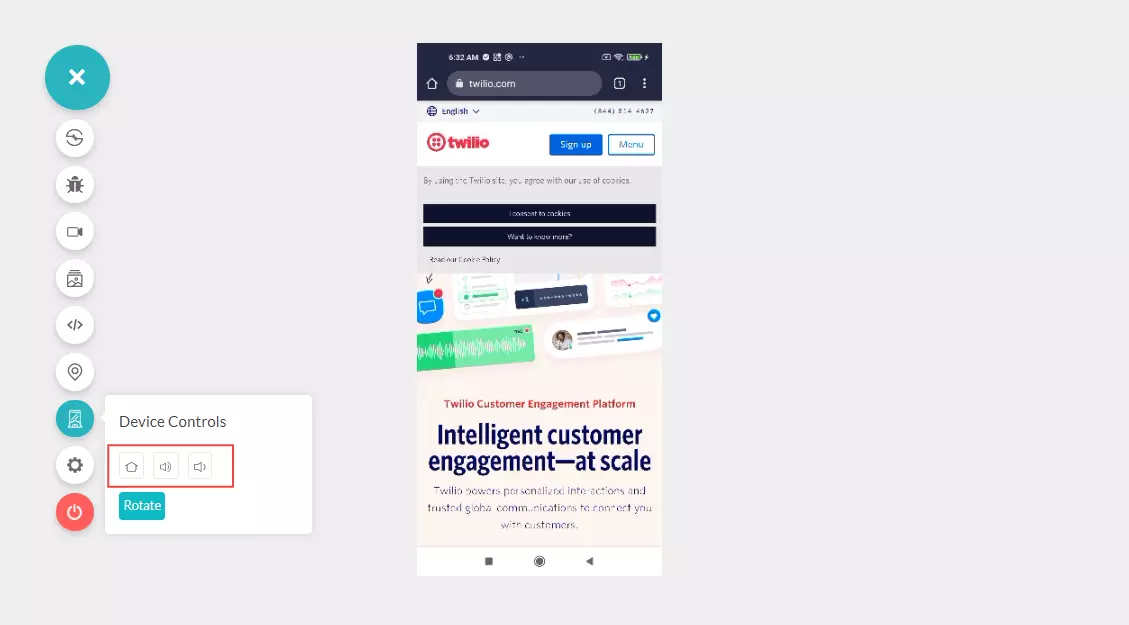 6:32 AM
twilio.com
1
English
(844) 814-4627
twilio
Sign up
Menu
By using the Twilio site, you agree with our use of cookies.
I consent to cookies
Want to know more?
Read our Cookie Policy
+1
Twilio Customer Engagement Platform
Intelligent customer
engagement—at scale
Twilio powers personalized interactions and
trusted global communications to connect you
with customers.
Device Controls
Rotate